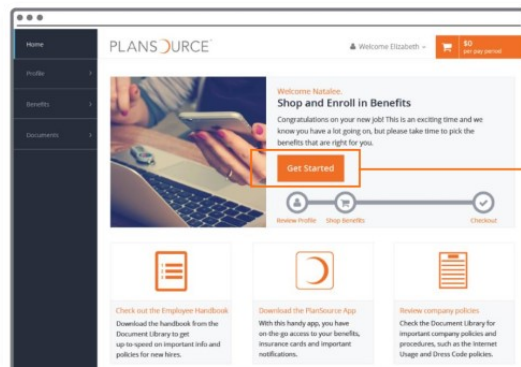 Home
Profile
Benefits
Documents
PLANSOURCE
Welcome Elizabeth
$0
per pay period
Welcome Natalee.
Shop and Enroll in Benefits
Congratulations on your new job! This is an exciting time and we
know you have a lot going on, but please take time to pick the
benefits that are right for you.
Get Started
Review Profile
Shop Benefits
Checkout
Check out the Employee Handbook
Download the handbook from the
Document Library to get
up-to-speed on important info and
policies for new hires.
Download the PlanSource App
With this handy app, you have
on-the-go access to your benefits,
insurance cards and important
notifications.
Review company policies
Check the Document Library for
important company policies and
procedures, such as the Internet
Usage and Dress Code policies.